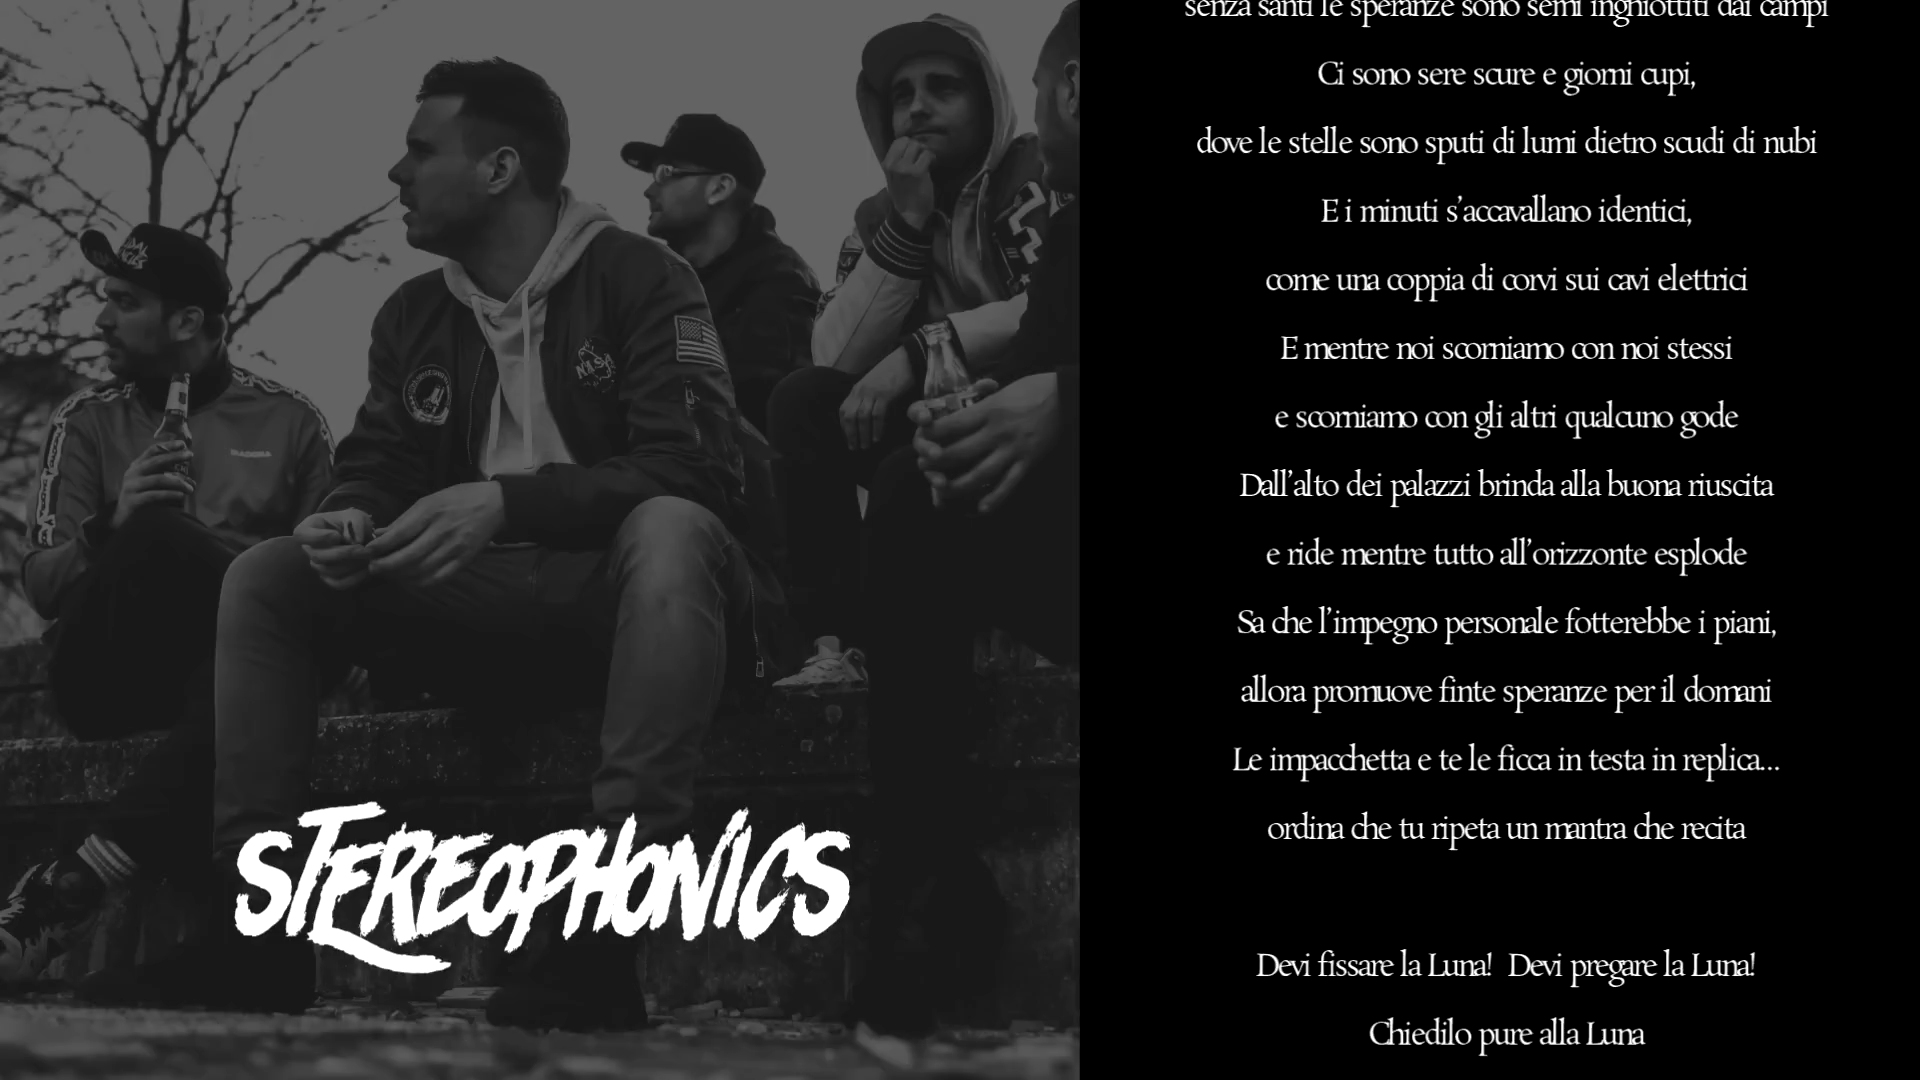 STEREOPHONICS
senza santi le speranze sono semi inghiottiti dai campi
Ci sono sere scure e giorni cupi,
dove le stelle sono sputi di lumi dietro scudi di nubi
E i minuti s’accavallano identici,
come una coppia di corvi sui cavi elettrici
E mentre noi scorniamo con noi stessi
e scorniamo con gli altri qualcuno gode
Dall’alto dei palazzi brinda alla buona riuscita
e ride mentre tutto all’orizzonte esplode
Sa che l’impegno personale fotterebbe i piani,
allora promuove finte speranze per il domani
Le impacchetta e te le ficca in testa in replica...
ordina che tu ripeta un mantra che recita
Devi fissare la Luna! Devi pregare la Luna!
Chiedilo pure alla Luna